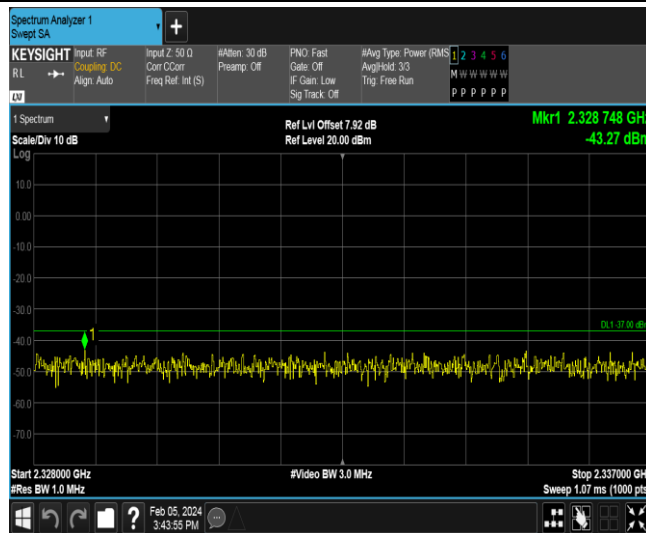 Spectrum Analyzer 1
Swept SA
+
KEYSIGHT
RL
LXI
Input: RF
Coupling: DC
Align: Auto
Input Z: 50 Ω
Corr CCorr
Freq Ref: Int (S)
#Atten: 30 dB
Preamp: Off
PNO: Fast
Gate: Off
IF Gain: Low
Sig Track: Off
#Avg Type: Power (RMS
Avg|Hold: 3/3
Trig: Free Run
1 2 3 4 5 6
M W W W W W
P P P P P P
1 Spectrum
Scale/Div 10 dB
Log
Ref Lvl Offset 7.92 dB
Ref Level 20.00 dBm
Mkr1 2.328 748 GHz
-43.27 dBm
10.0
0.00
-10.0
-20.0
-30.0
DL1 -37.00 dBm
1
-40.0
-50.0
-60.0
-70.0
Start 2.328000 GHz
#Res BW 1.0 MHz
#Video BW 3.0 MHz
Stop 2.337000 GHz
Sweep 1.07 ms (1000 pts
?
Feb 05, 2024
3:43:55 PM